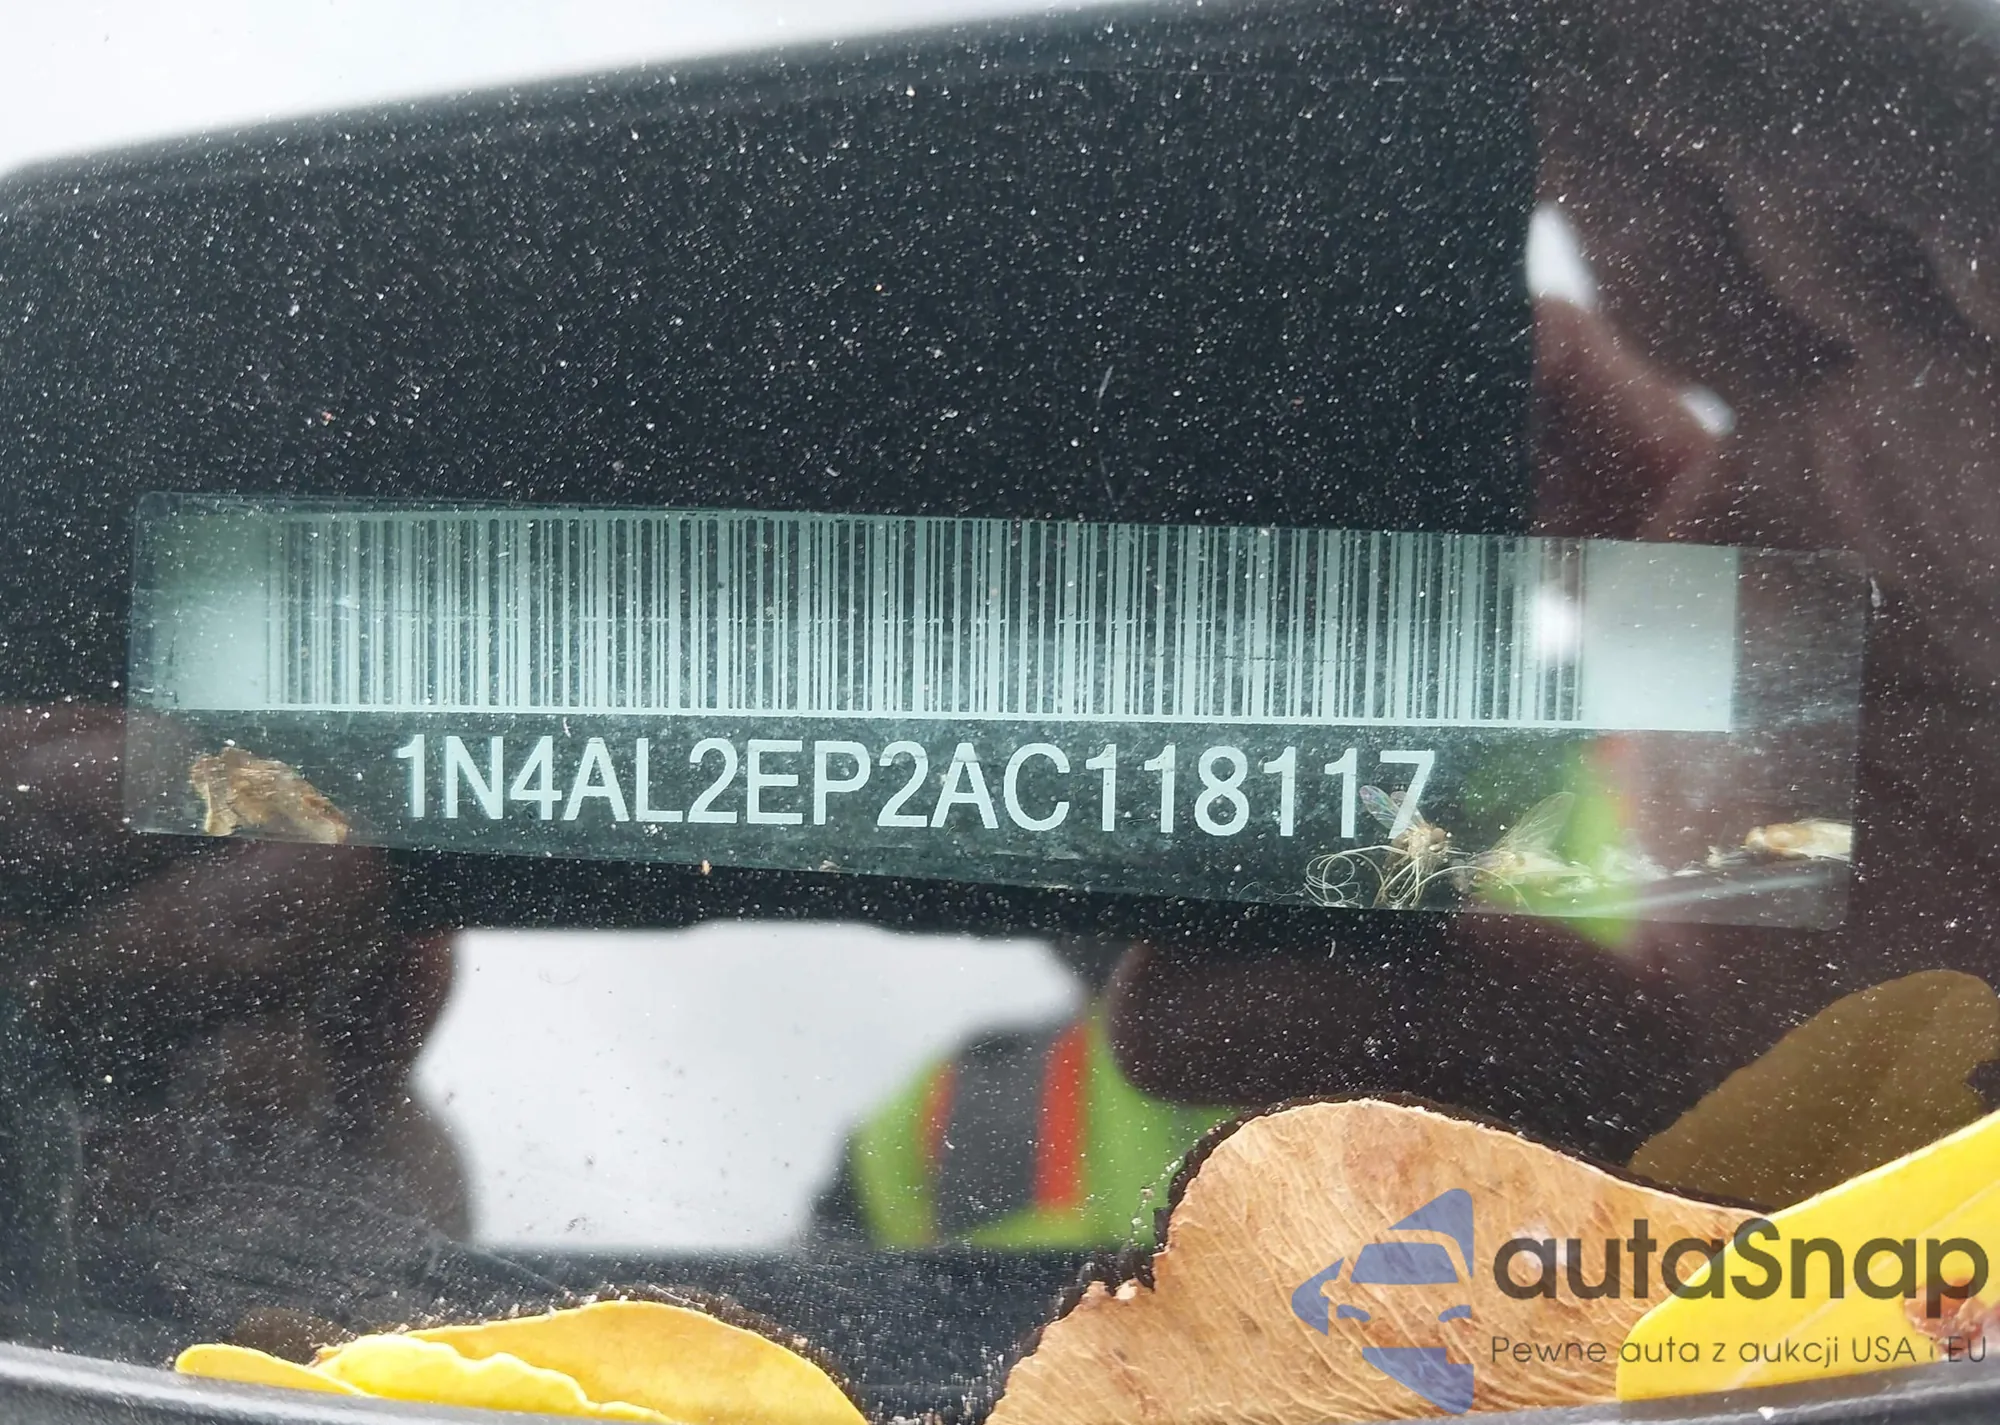 1N4AL2EP2AC118117
autaSnap
Pewne auta z aukcji USA i EU